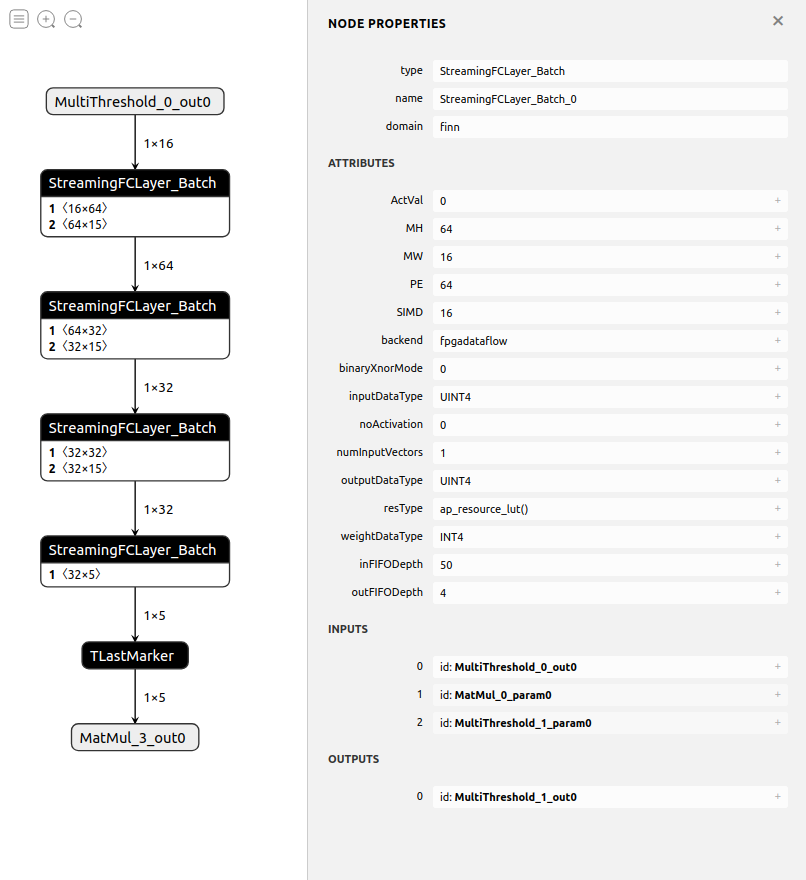 MultiThreshold_0_out0
1×16
StreamingFCLayer_Batch
1 〈16×64〉
2 〈64×15〉
1×64
StreamingFCLayer_Batch
1 〈64×32〉
2 〈32×15〉
1×32
StreamingFCLayer_Batch
1 〈32×32〉
2 〈32×15〉
1×32
StreamingFCLayer_Batch
1 〈32×5〉
1×5
TLastMarker
1×5
MatMul_3_out0
NODE PROPERTIES ×
type StreamingFCLayer_Batch
name StreamingFCLayer_Batch_0
domain finn
ATTRIBUTES
ActVal 0 +
MH 64 +
MW 16 +
PE 64 +
SIMD 16 +
backend fpgadataflow +
binaryXnorMode 0 +
inputDataType UINT4 +
noActivation 0 +
numInputVectors 1 +
outputDataType UINT4 +
resType ap_resource_lut() +
weightDataType INT4 +
inFIFODepth 50 +
outFIFODepth 4 +
INPUTS
0 id: MultiThreshold_0_out0 +
1 id: MatMul_0_param0 +
2 id: MultiThreshold_1_param0 +
OUTPUTS
0 id: MultiThreshold_1_out0 +